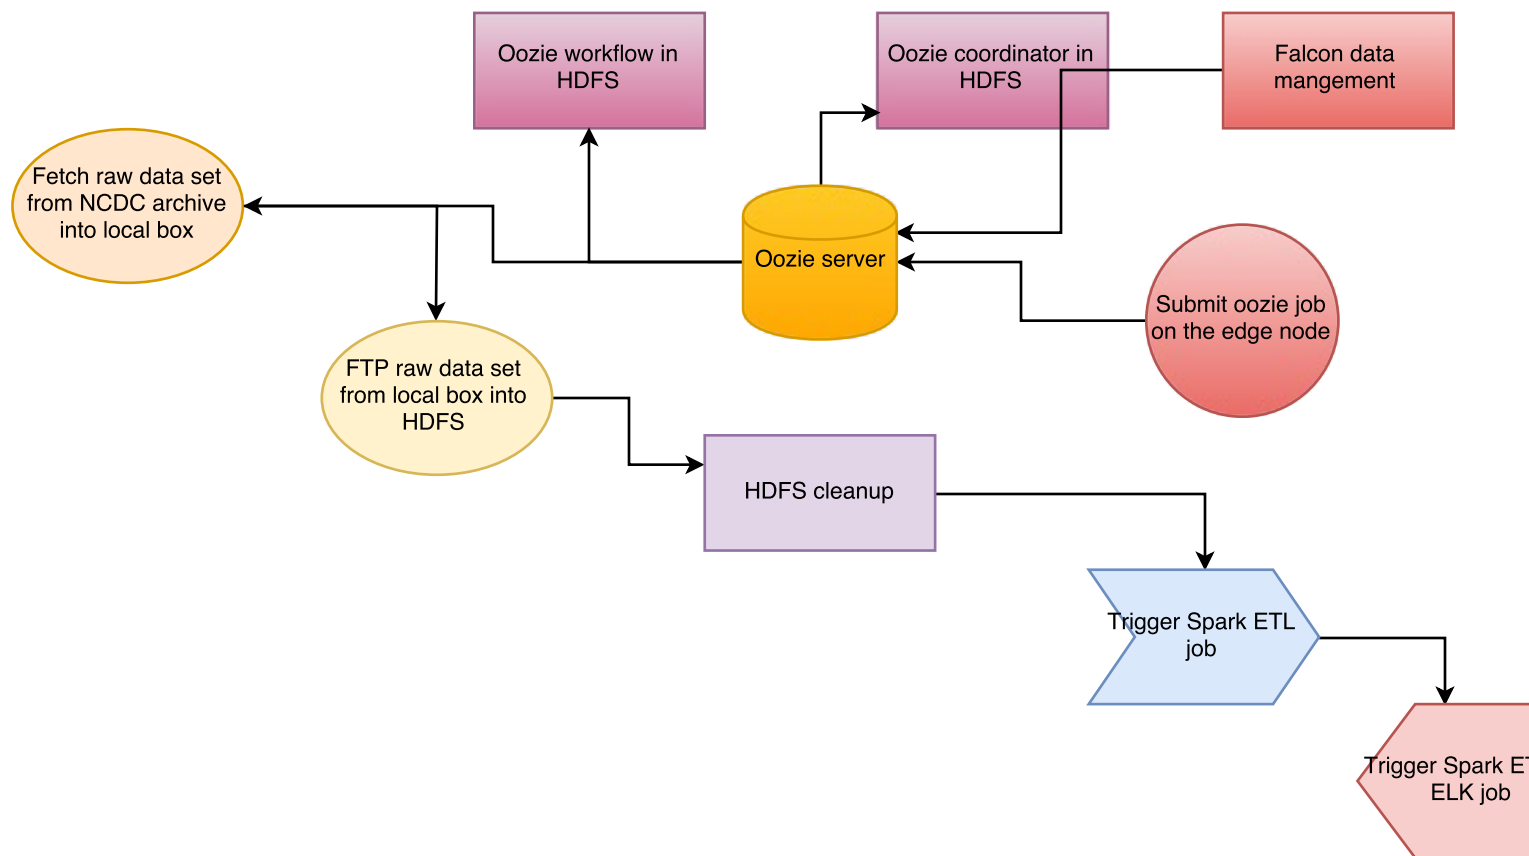 Oozie workflow in
HDFS
Oozie coordinator in
HDFS
Falcon data
mangement
Fetch raw data set
from NCDC archive
into local box
Oozie server
Submit oozie job
on the edge node
FTP raw data set
from local box into
HDFS
HDFS cleanup
Trigger Spark ETL
job
Trigger Spark
ELK job